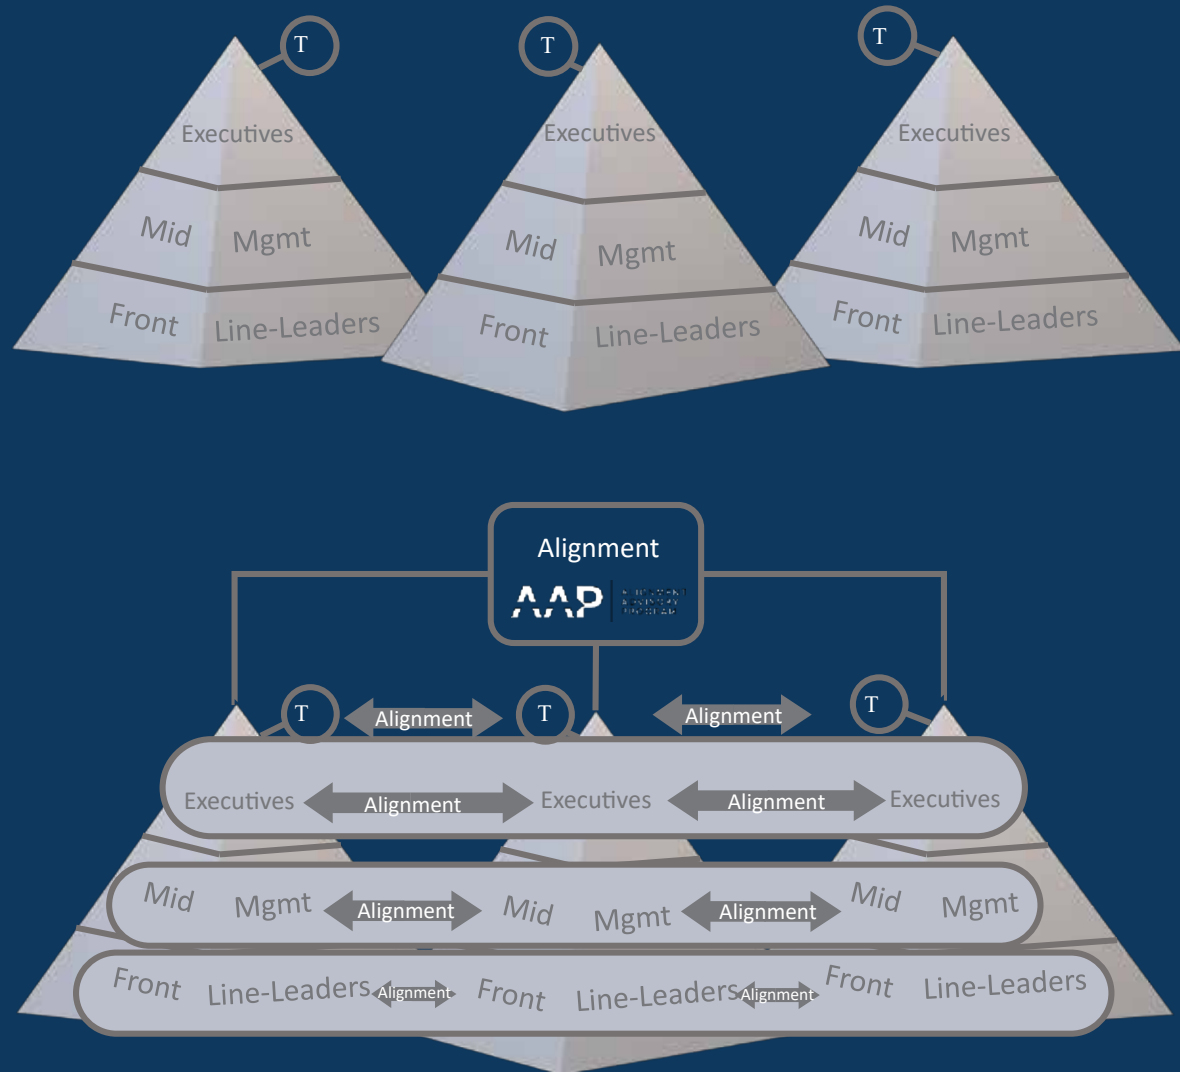 T
T
T
Executives
Executives
Executives
Mid Mgmt
Mid Mgmt
Mid Mgmt
Front Line-Leaders
Front Line-Leaders
Front Line-Leaders
Alignment
AAP
T
Alignment
T
Alignment
T
Executives
Alignment
Executives
Alignment
Executives
Mid Mgmt
Alignment
Mid Mgmt
Alignment
Mid Mgmt
Front Line-Leaders
Alignment
Front Line-Leaders
Alignment
Front Line-Leaders